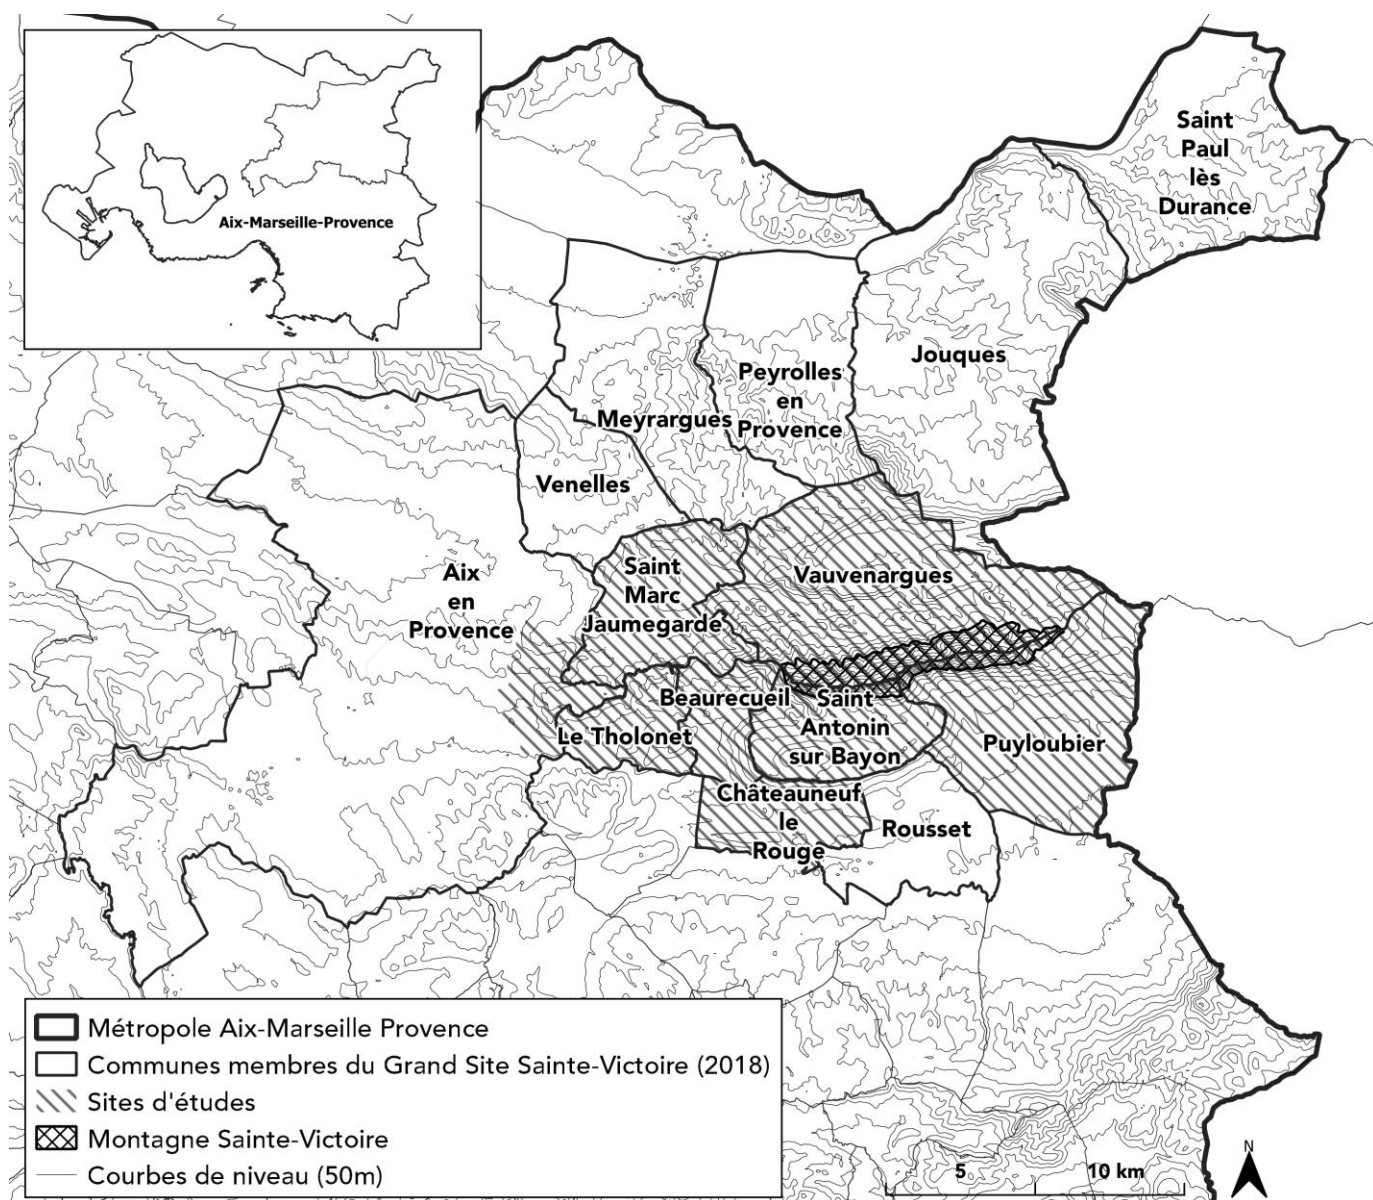 Aix-Marseille-Provence
Saint
Paul
lès
Durance
Jouques
Peyrolles
en
Provence
Meyrargues
Venelles
Aix
en
Provence
Saint
Marc
Jaumegarde
Vauvenargues
Beaurecueil
Le Tholonet
Saint
Antonin
sur Bayon
Puyloubier
Châteauneuf
le
Rouge
Rousset
Métropole Aix-Marseille Provence
Communes membres du Grand Site Sainte-Victoire (2018)
Sites d'études
Montagne Sainte-Victoire
Courbes de niveau (50m)
5
10 km
N